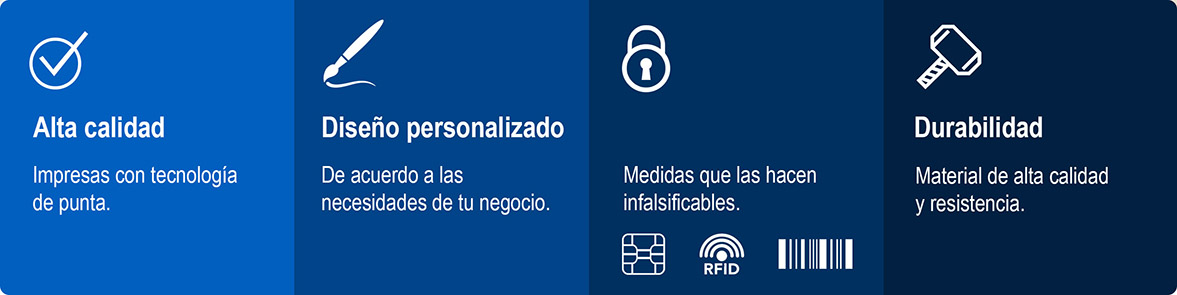 Alta calidad
Impresas con tecnología
de punta.
Diseño personalizado
De acuerdo a las
necesidades de tu negocio.
Medidas que las hacen
infalsificables.
RFID
Durabilidad
Material de alta calidad
y resistencia.